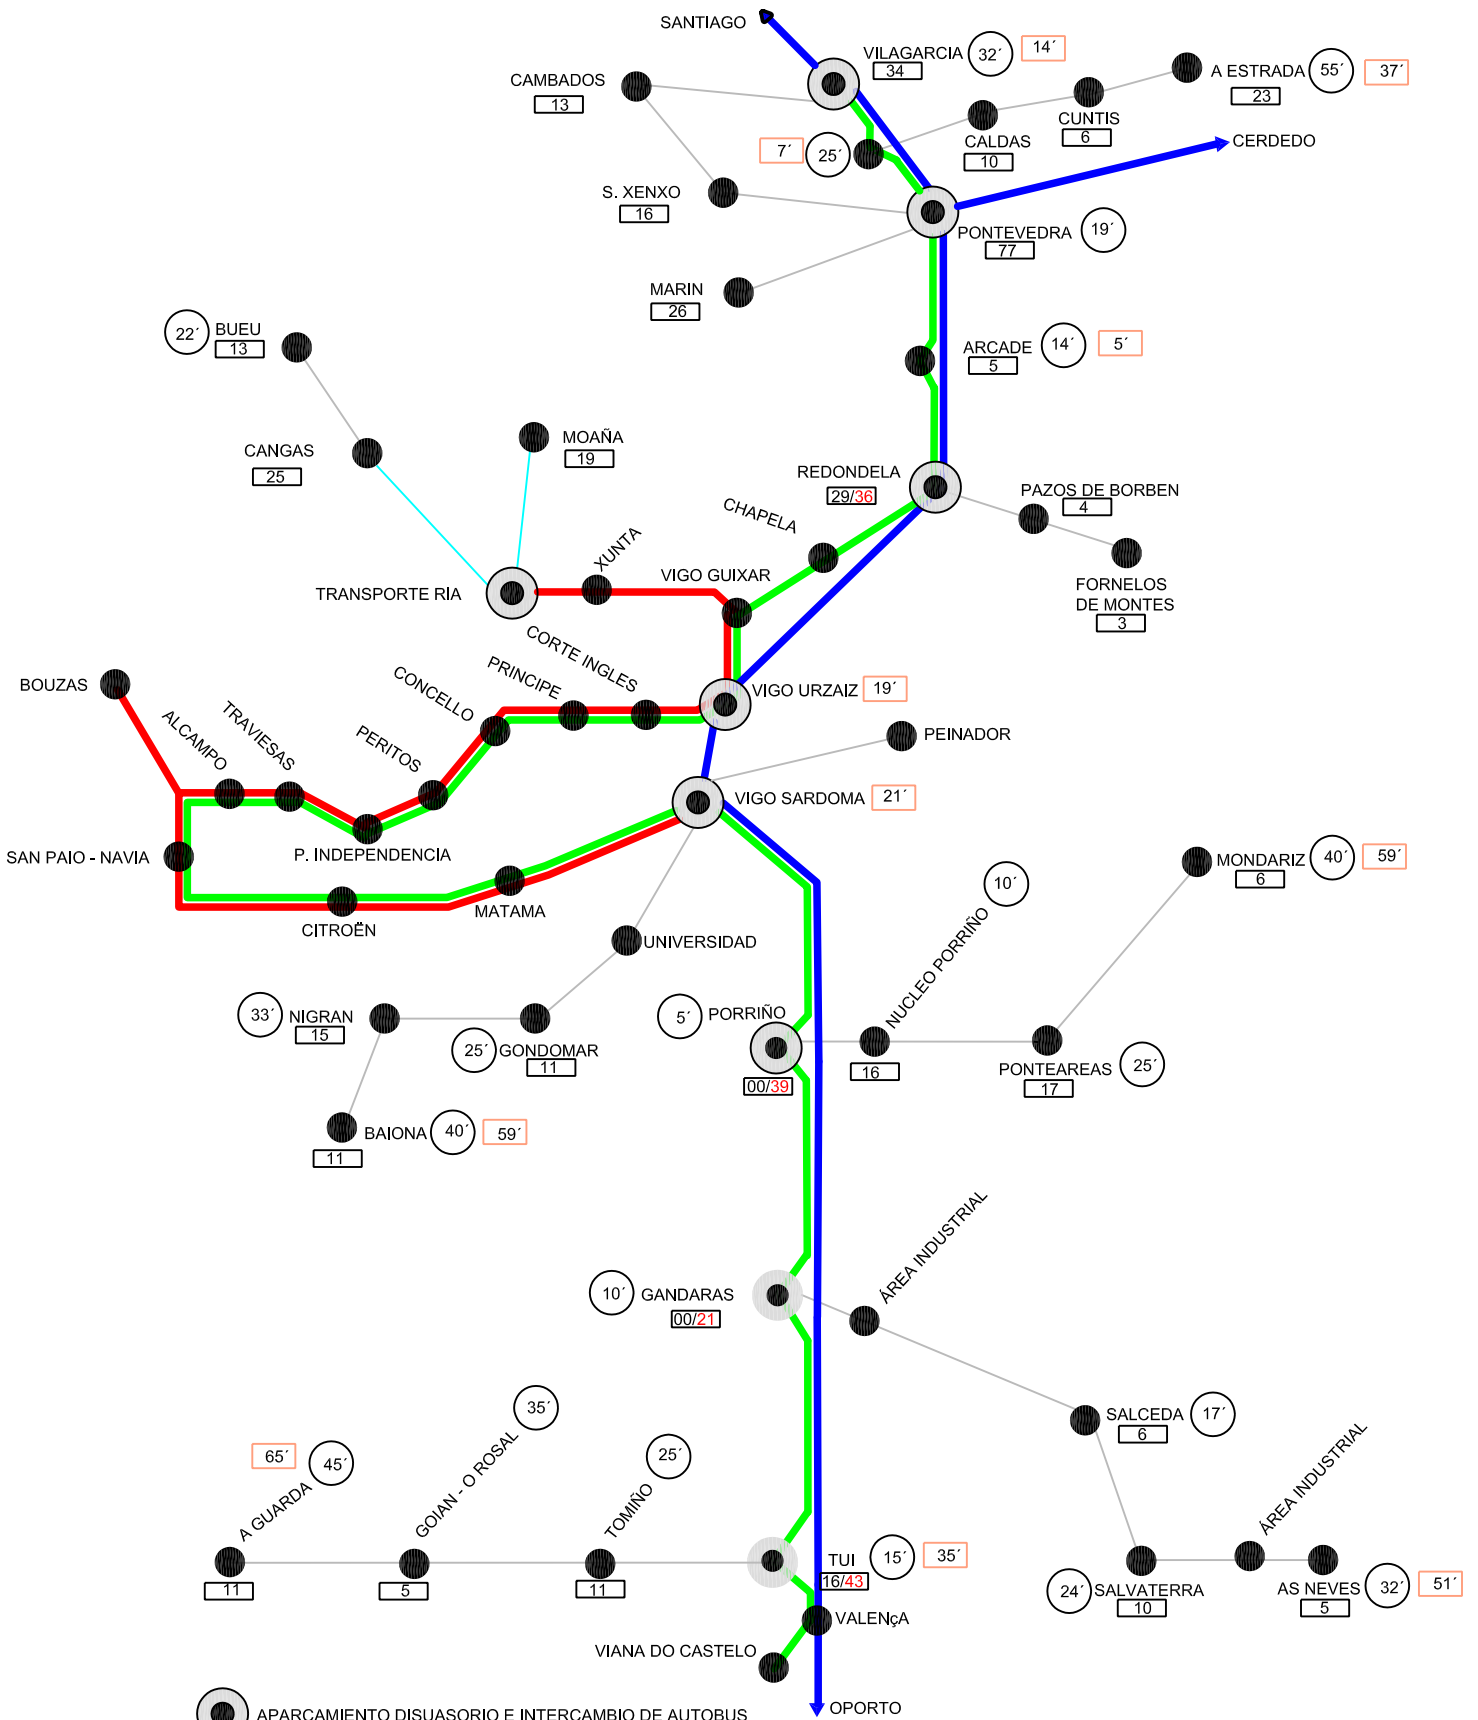 SANTIAGO
VILAGARCIA
34
32´
14´
CAMBADOS
13
A ESTRADA
23
55´
37´
CUNTIS
6
CALDAS
10
7´
25´
CERDEDO
S. XENXO
16
PONTEVEDRA
77
19´
MARIN
26
22´
BUEU
13
ARCADE
5
14´
5´
MOAÑA
19
CANGAS
25
REDONDELA
29/36
PAZOS DE BORBEN
4
CHAPELA
XUNTA
VIGO GUIXAR
TRANSPORTE RIA
FORNELOS
DE MONTES
3
CORTE INGLES
PRINCIPE
CONCELLO
BOUZAS
VIGO URZAIZ
19´
TRAVIESAS
ALCAMPO
PERITOS
PEINADOR
VIGO SARDOMA
21´
SAN PAIO - NAVIA
P. INDEPENDENCIA
MONDARIZ
6
40´
59´
CITROËN
MATAMA
10´
NUCLEO PORRIÑO
16
UNIVERSIDAD
33´
NIGRAN
15
25´
GONDOMAR
11
5´
PORRIÑO
00/39
PONTEAREAS
17
25´
BAIONA
11
40´
59´
ÁREA INDUSTRIAL
10´
GANDARAS
00/21
SALCEDA
6
17´
35´
65´
45´
25´
A GUARDA
11
GOIAN - O ROSAL
5
TOMIÑO
11
ÁREA INDUSTRIAL
TUI
16/43
15´
35´
24´
SALVATERRA
10
AS NEVES
5
32´
51´
VALENçA
VIANA DO CASTELO
OPORTO
APARCAMIENTO DISUASORIO E INTERCAMBIO DE AUTOBUS